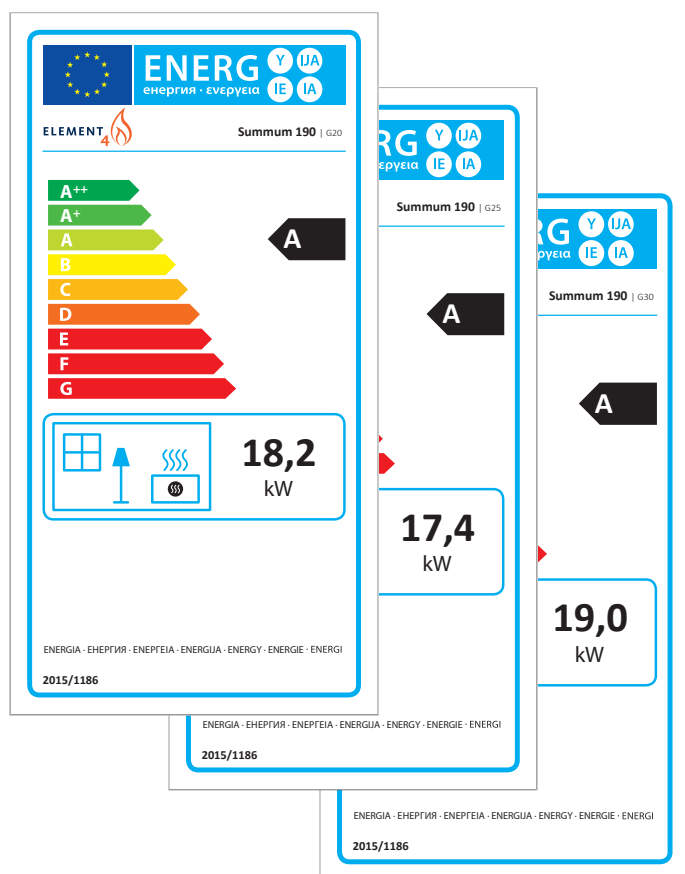 ENERG Y IJA
енергия · ενεργεια IE IA
ELEMENT4 Summum 190 | G20
A++
A+
A
B
C
D
E
F
G
A
18,2
kW
ENERGIA · ЕНЕРГИЯ · ΕΝΕΡΓΕΙΑ · ENERGIJA · ENERGY · ENERGIE · ENERGI
2015/1186
RG Y IJA
εργεια IE IA
Summum 190 | G25
A
17,4
kW
ENERGIA · ЕНЕРГИЯ · ΕΝΕΡΓΕΙΑ · ENERGIJA · ENERGY · ENERGIE · ENERGI
2015/1186
RG Y IJA
ργεια IE IA
Summum 190 | G30
A
19,0
kW
ENERGIA · ЕНЕРГИЯ · ΕΝΕΡΓΕΙΑ · ENERGIJA · ENERGY · ENERGIE · ENERGI
2015/1186